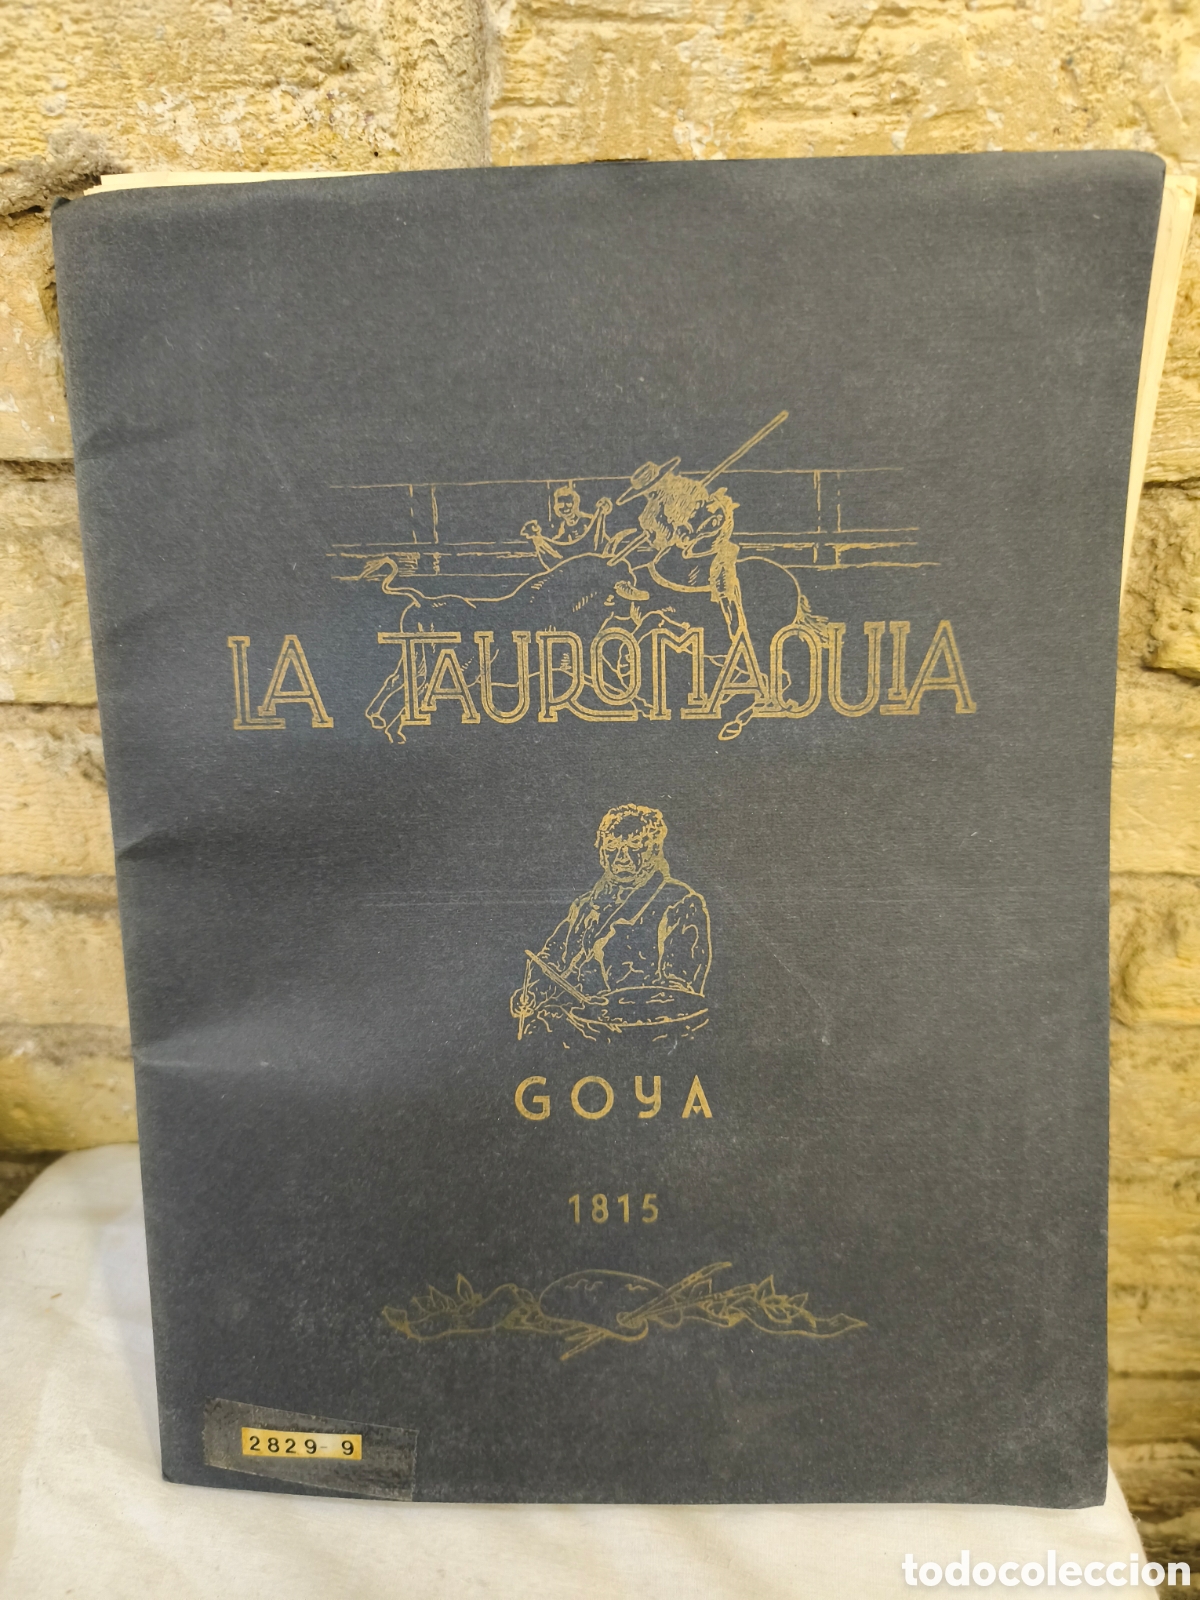 LA TAUROMAQUIA
GOYA
1815
2829-9
todocoleccion